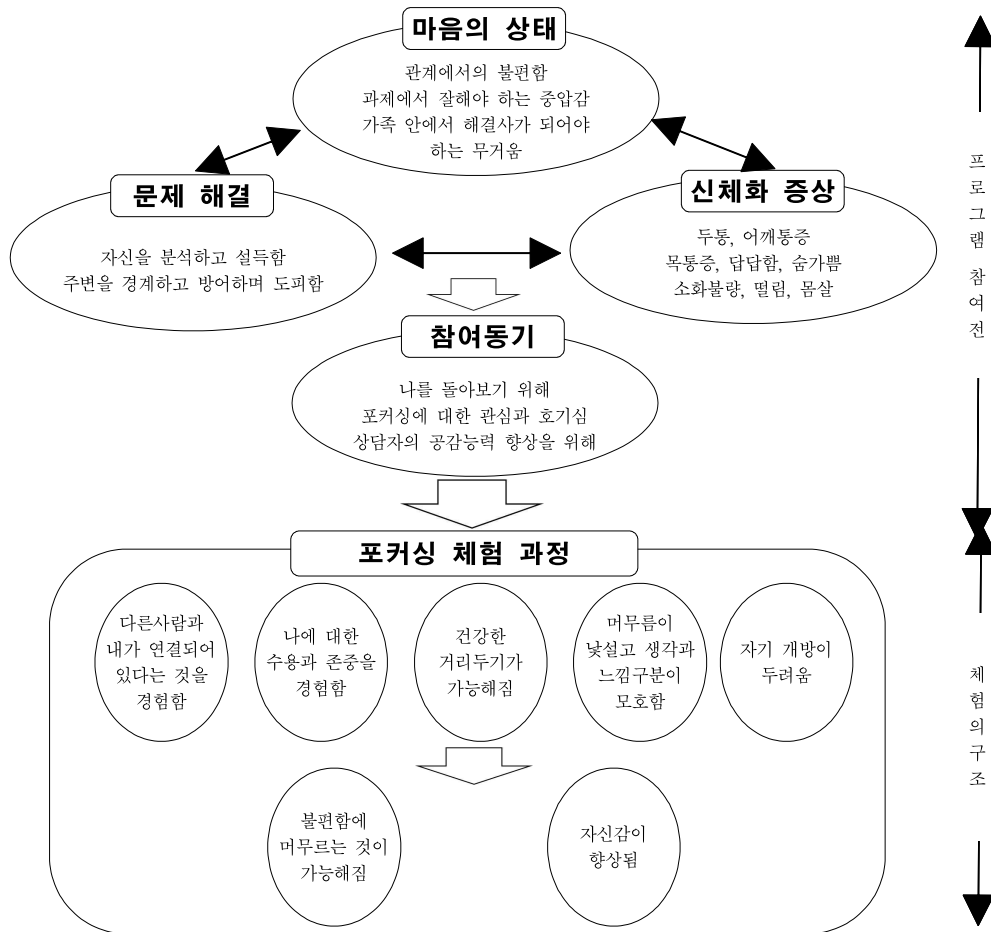 마음의 상태
관계에서의 불편함
과제에서 잘해야 하는 중압감
가족 안에서 해결사가 되어야
하는 무거움
문제 해결
자신을 분석하고 설득함
주변을 경계하고 방어하며 도피함
신체화 증상
두통, 어깨통증
목통증, 답답함, 숨가쁨
소화불량, 떨림, 몸살
참여동기
나를 돌아보기 위해
포커싱에 대한 관심과 호기심
상담자의 공감능력 향상을 위해
프로그램 참여전
포커싱 체험 과정
다른사람과
내가 연결되어
있다는 것을
경험함
나에 대한
수용과 존중을
경험함
건강한
거리두기가
가능해짐
머무름이
낯설고 생각과
느낌구분이
모호함
자기 개방이
두려움
불편함에
머무르는 것이
가능해짐
자신감이
향상됨
체험의구조